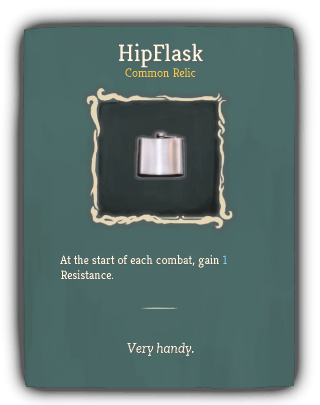 HipFlask
Common Relic
At the start of each combat, gain 1
Resistance.
Very handy.